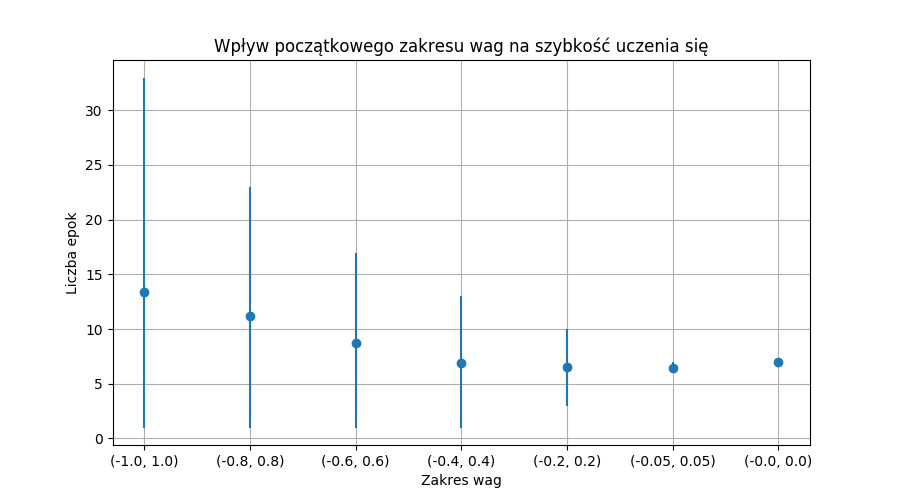 Wpływ początkowego zakresu wag na szybkość uczenia się
30
25
20
15
10
5
0
Liczba epok
(-1.0, 1.0) (-0.8, 0.8) (-0.6, 0.6) (-0.4, 0.4) (-0.2, 0.2) (-0.05, 0.05) (-0.0, 0.0)
Zakres wag